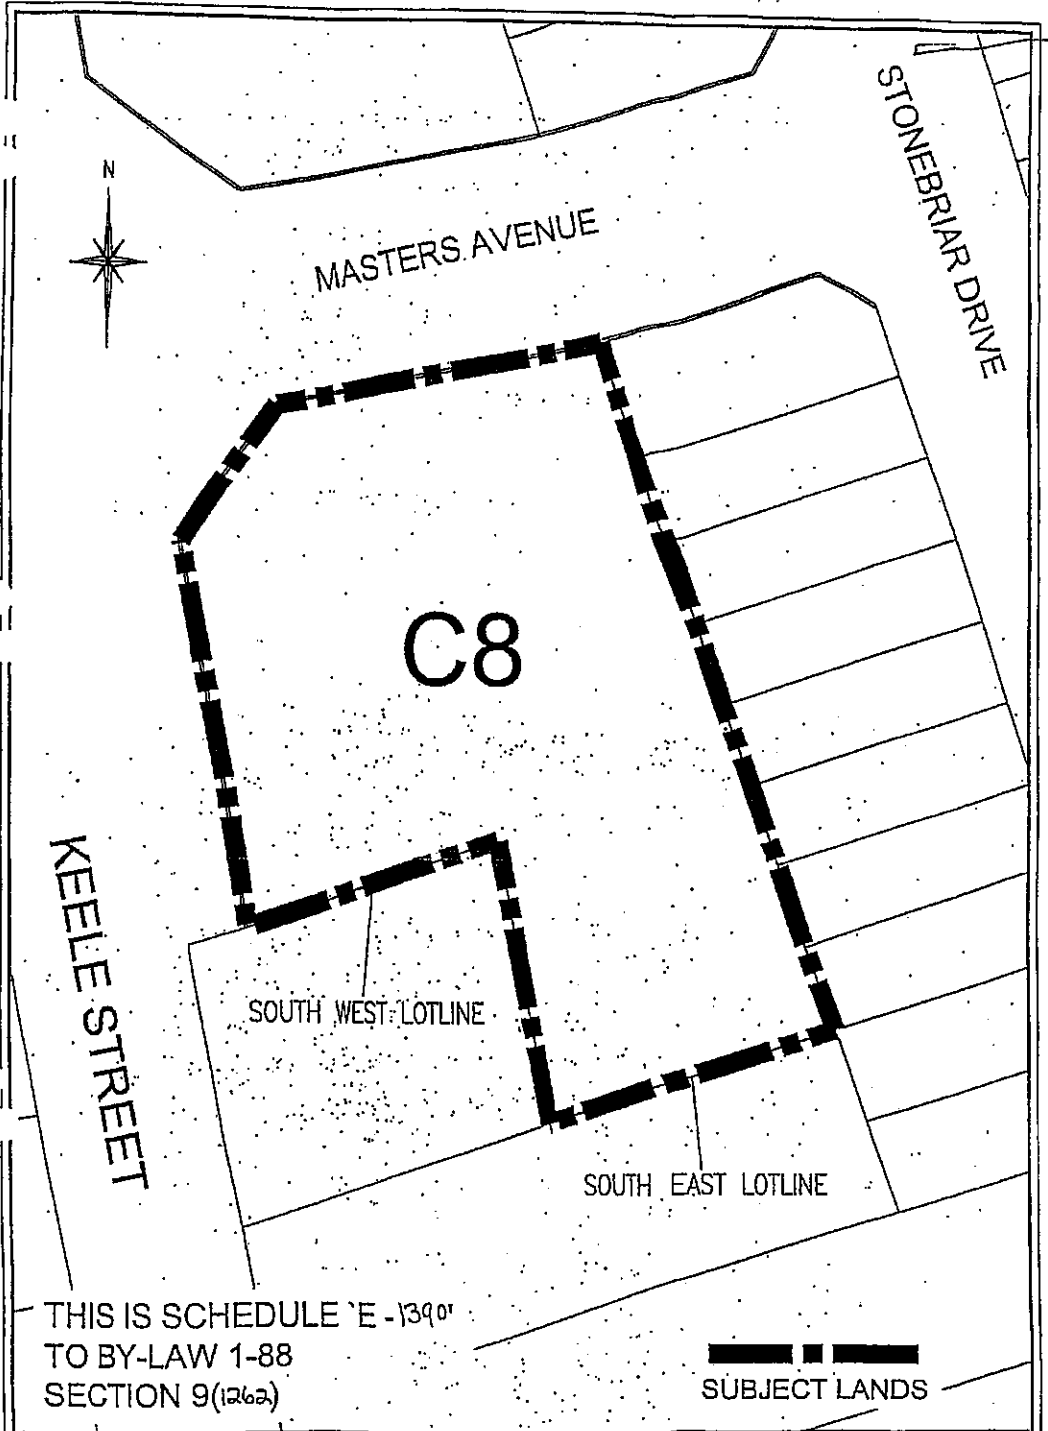 N
MASTERS AVENUE
STONEBRIAR DRIVE
C8
KEELE STREET
SOUTH WEST LOTLINE
SOUTH EAST LOTLINE
THIS IS SCHEDULE 'E-1390'
TO BY-LAW 1-88
SECTION 9(1262)
SUBJECT LANDS